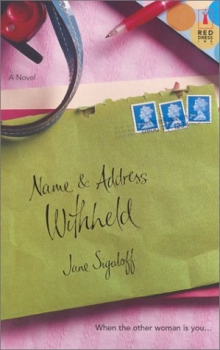 RED
DRESS
INK
A Novel
Name & Address
Withheld
Jane Sigaloff
When the other woman is you...